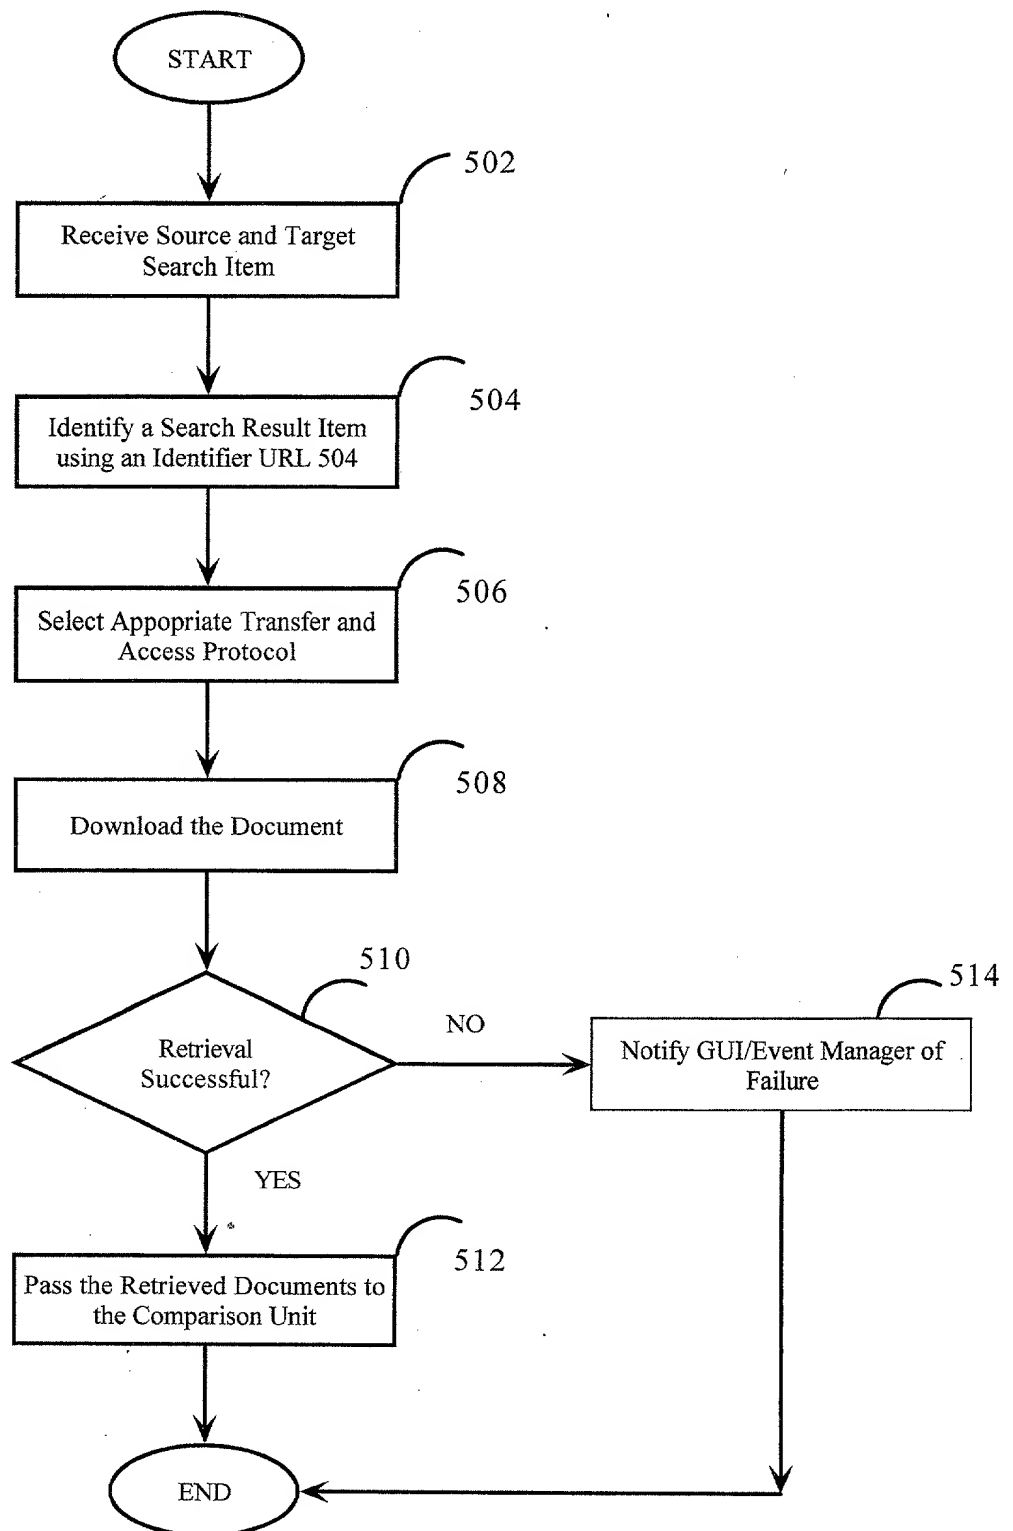 START
502
Receive Source and Target
Search Item
504
Identify a Search Result Item
using an Identifier URL 504
506
Select Appopriate Transfer and
Access Protocol
508
Download the Document
510
Retrieval
Successful?
NO
514
Notify GUI/Event Manager of
Failure
YES
512
Pass the Retrieved Documents to
the Comparison Unit
END